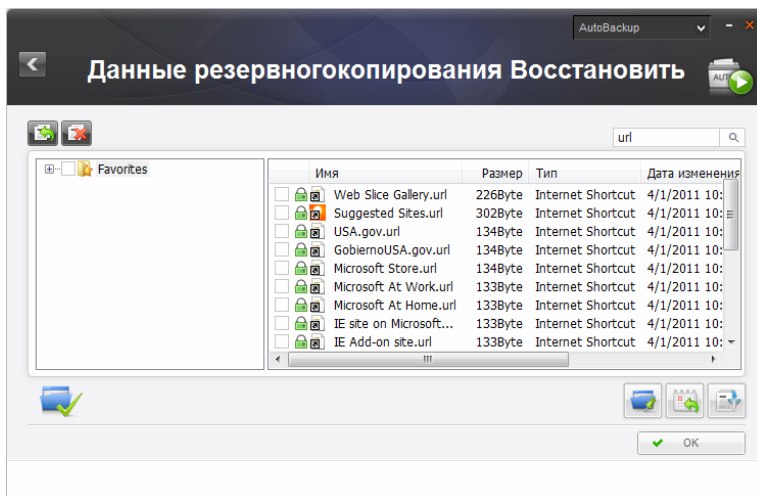 AutoBackup
Данные резервногокопирования Восстановить
AUTO
url
Favorites
Имя Размер Тип Дата изменения
Web Slice Gallery.url 226Byte Internet Shortcut 4/1/2011 10:
Suggested Sites.url 302Byte Internet Shortcut 4/1/2011 10:
USA.gov.url 134Byte Internet Shortcut 4/1/2011 10:
GobiernoUSA.gov.url 134Byte Internet Shortcut 4/1/2011 10:
Microsoft Store.url 134Byte Internet Shortcut 4/1/2011 10:
Microsoft At Work.url 133Byte Internet Shortcut 4/1/2011 10:
Microsoft At Home.url 133Byte Internet Shortcut 4/1/2011 10:
IE site on Microsoft... 133Byte Internet Shortcut 4/1/2011 10:
IE Add-on site.url 133Byte Internet Shortcut 4/1/2011 10:
OK